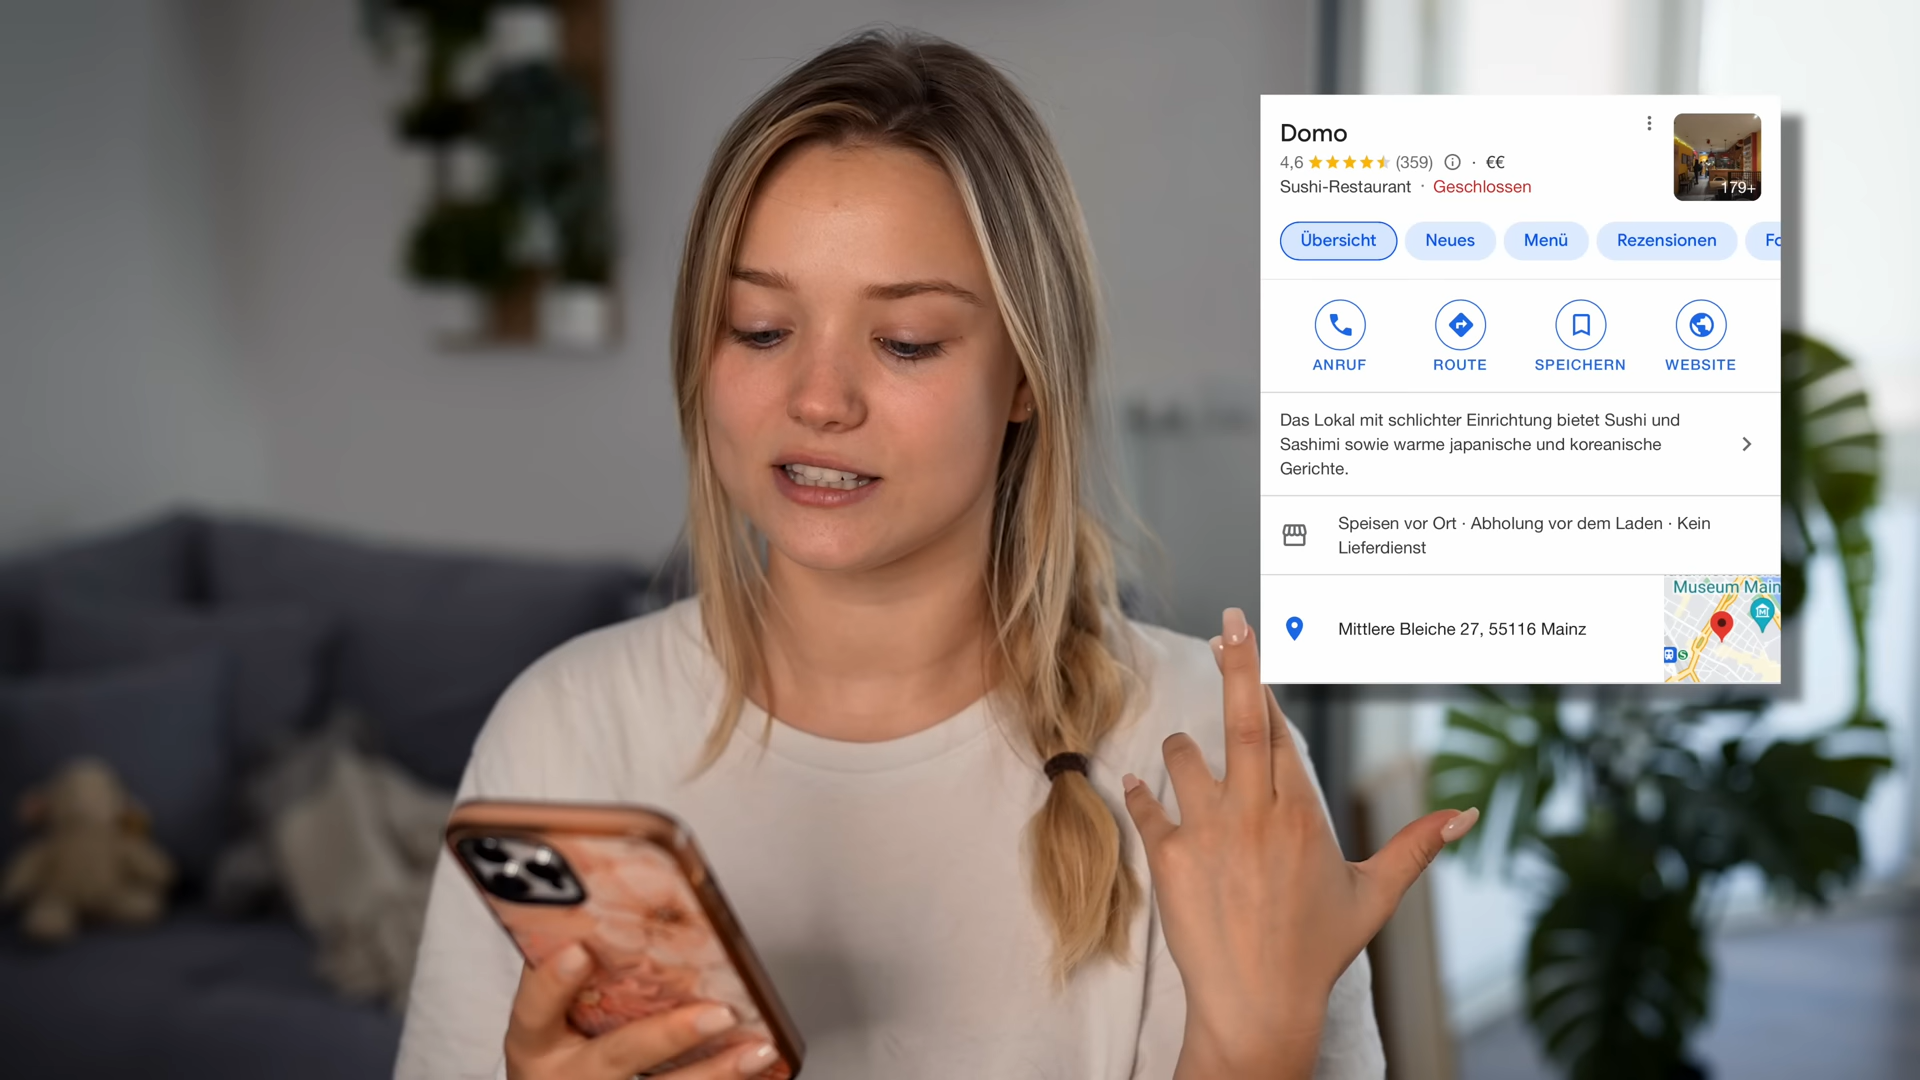 Domo
4,6 (359) · €€
179+
Sushi-Restaurant · Geschlossen
Übersicht Neues Menü Rezensionen Fo
ANRUF ROUTE SPEICHERN WEBSITE
Das Lokal mit schlichter Einrichtung bietet Sushi und
Sashimi sowie warme japanische und koreanische
Gerichte.
Speisen vor Ort · Abholung vor dem Laden · Kein
Lieferdienst
Museum Main
M
Mittlere Bleiche 27, 55116 Mainz
S